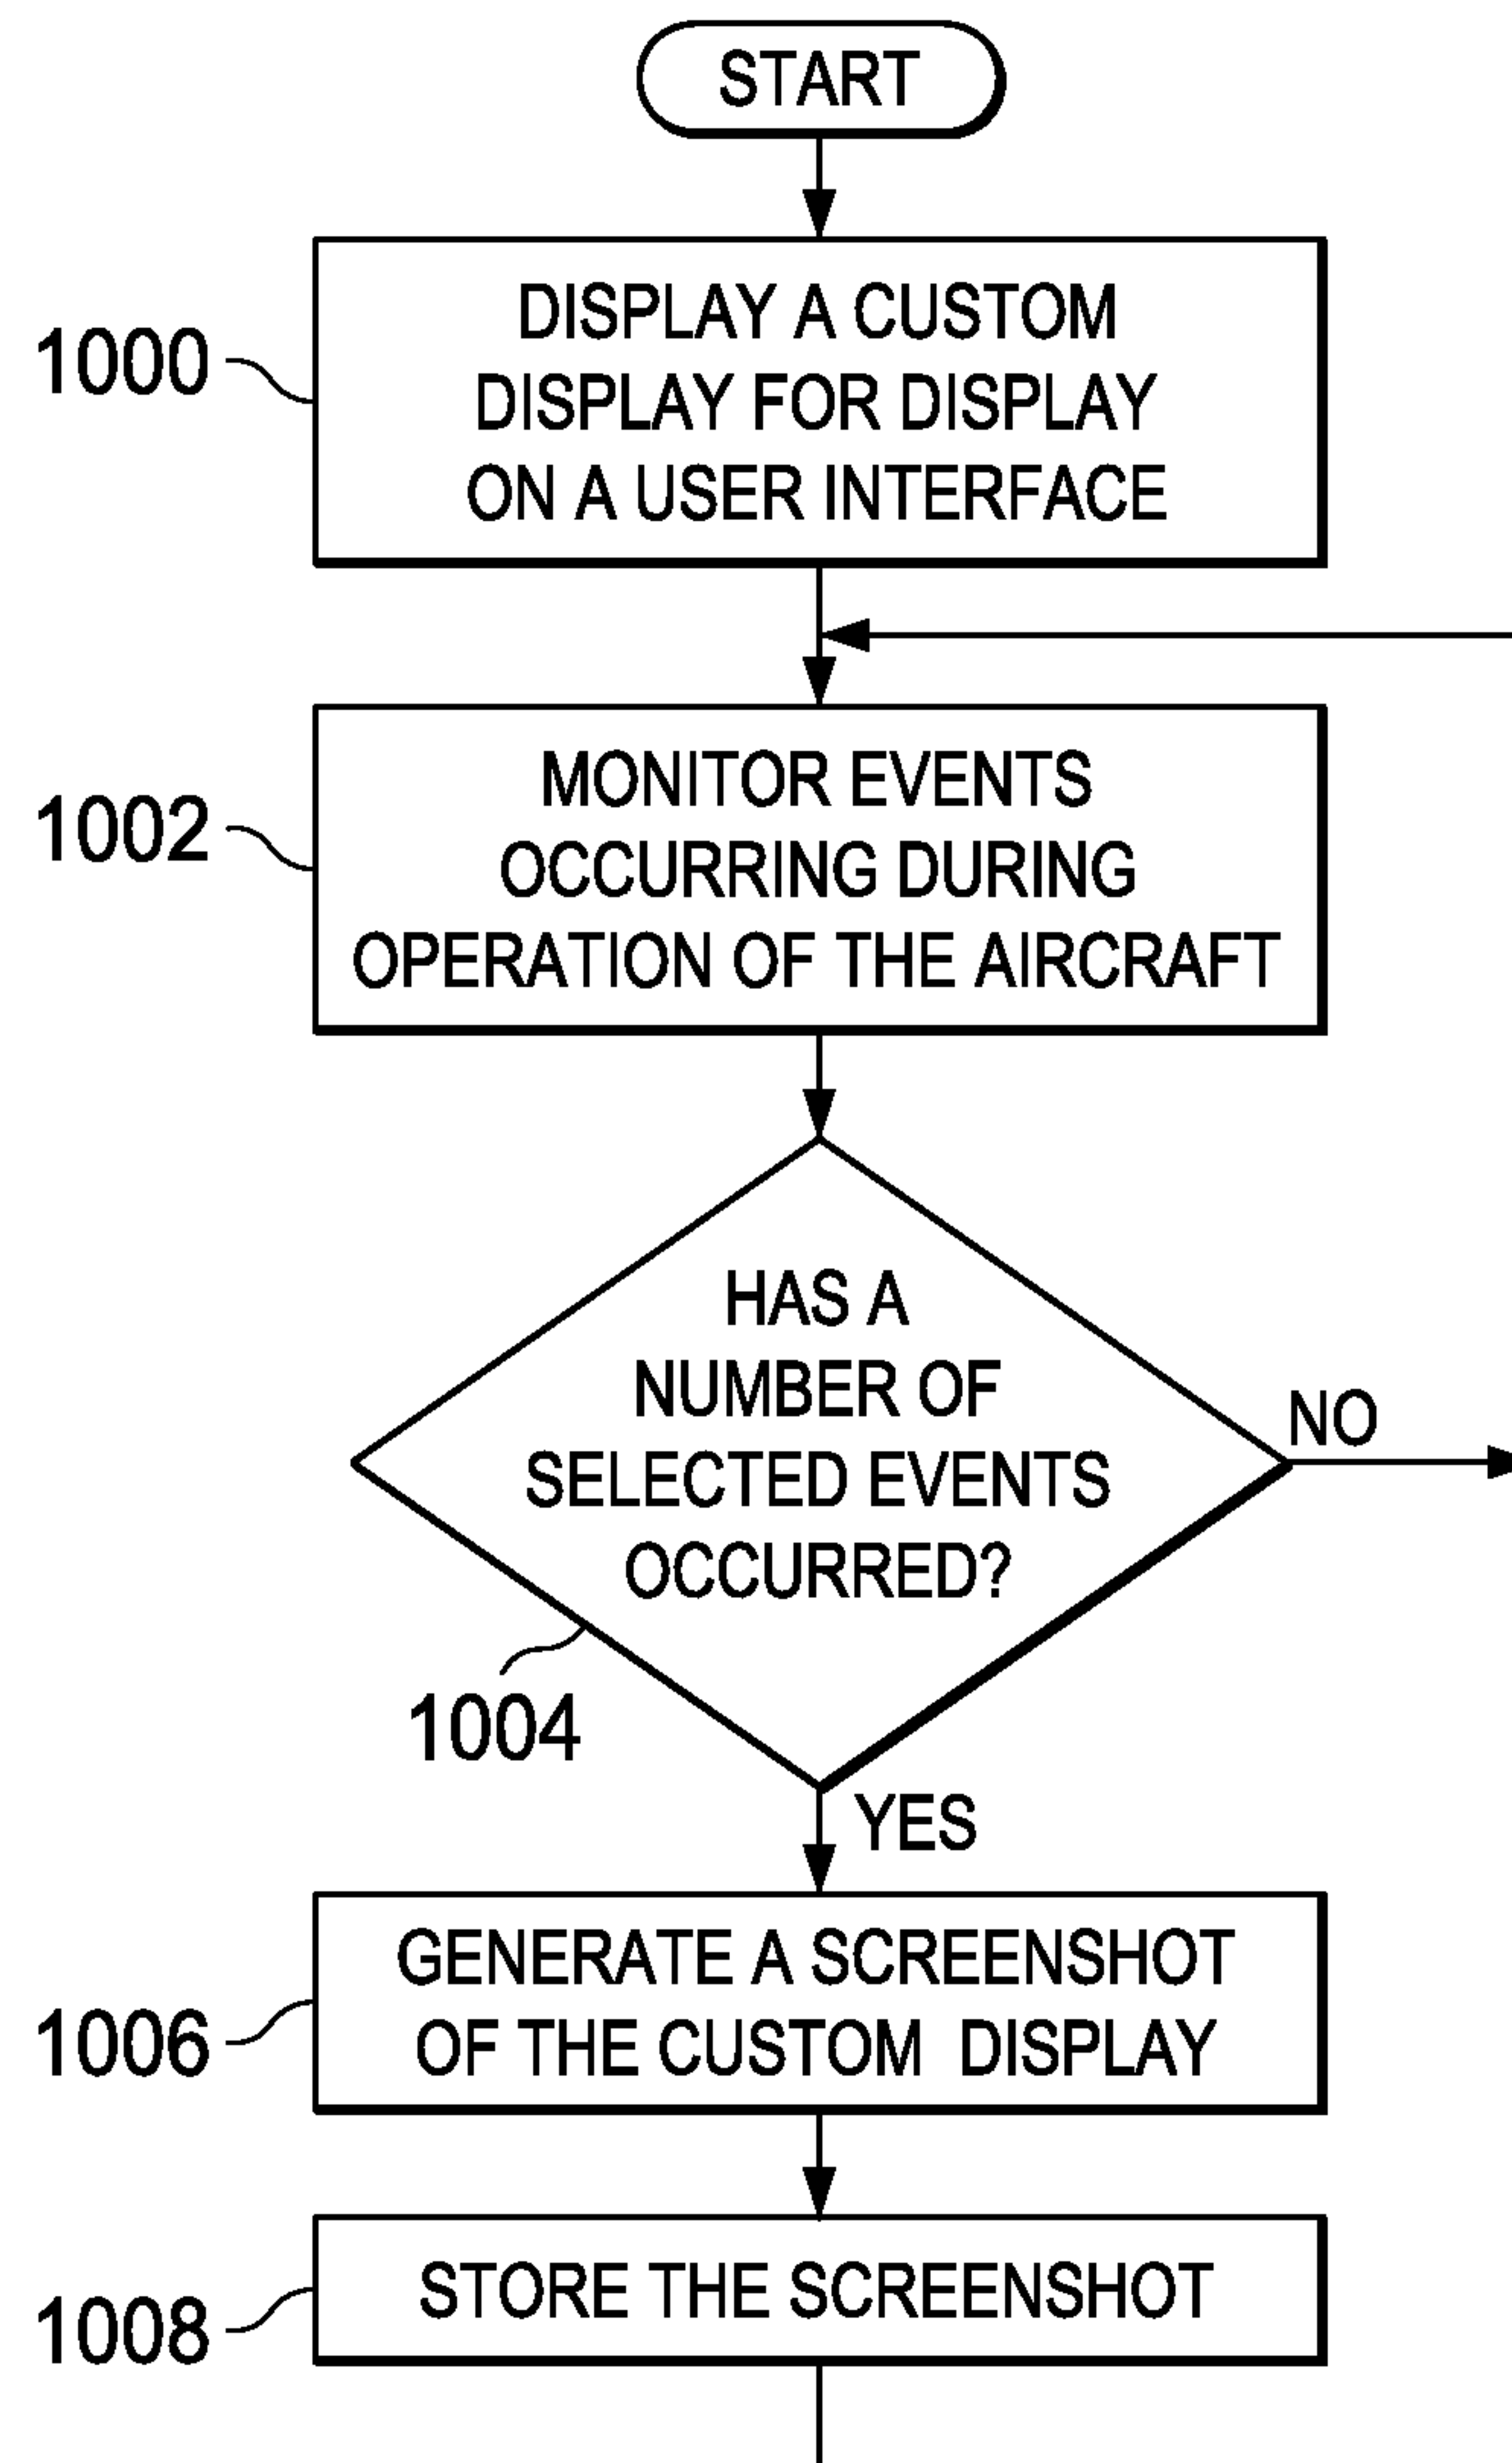 START
1000
DISPLAY A CUSTOM
DISPLAY FOR DISPLAY
ON A USER INTERFACE
1002
MONITOR EVENTS
OCCURRING DURING
OPERATION OF THE AIRCRAFT
HAS A
NUMBER OF
SELECTED EVENTS
OCCURRED?
NO
1004
YES
1006
GENERATE A SCREENSHOT
OF THE CUSTOM DISPLAY
1008
STORE THE SCREENSHOT